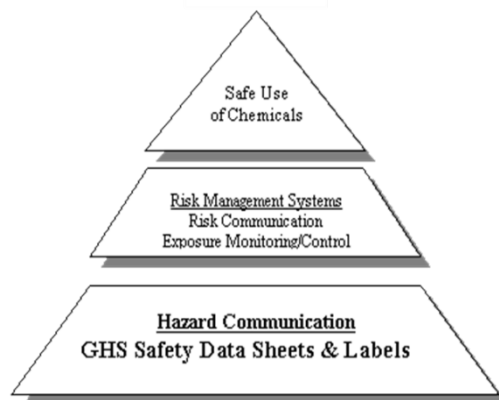 Safe Use
of Chemicals
Risk Management Systems
Risk Communication
Exposure Monitoring/Control
Hazard Communication
GHS Safety Data Sheets & Labels